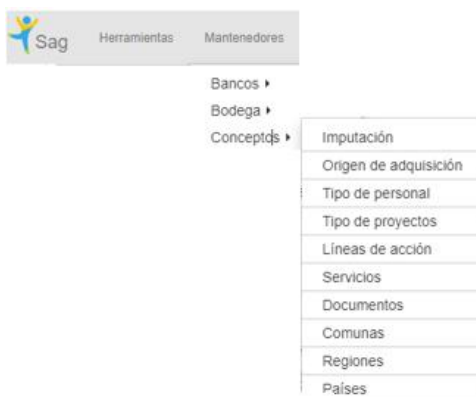 Sag Herramientas Mantenedores
Bancos
Bodega
Conceptos
Imputación
Origen de adquisición
Tipo de personal
Tipo de proyectos
Líneas de acción
Servicios
Documentos
Comunas
Regiones
Países